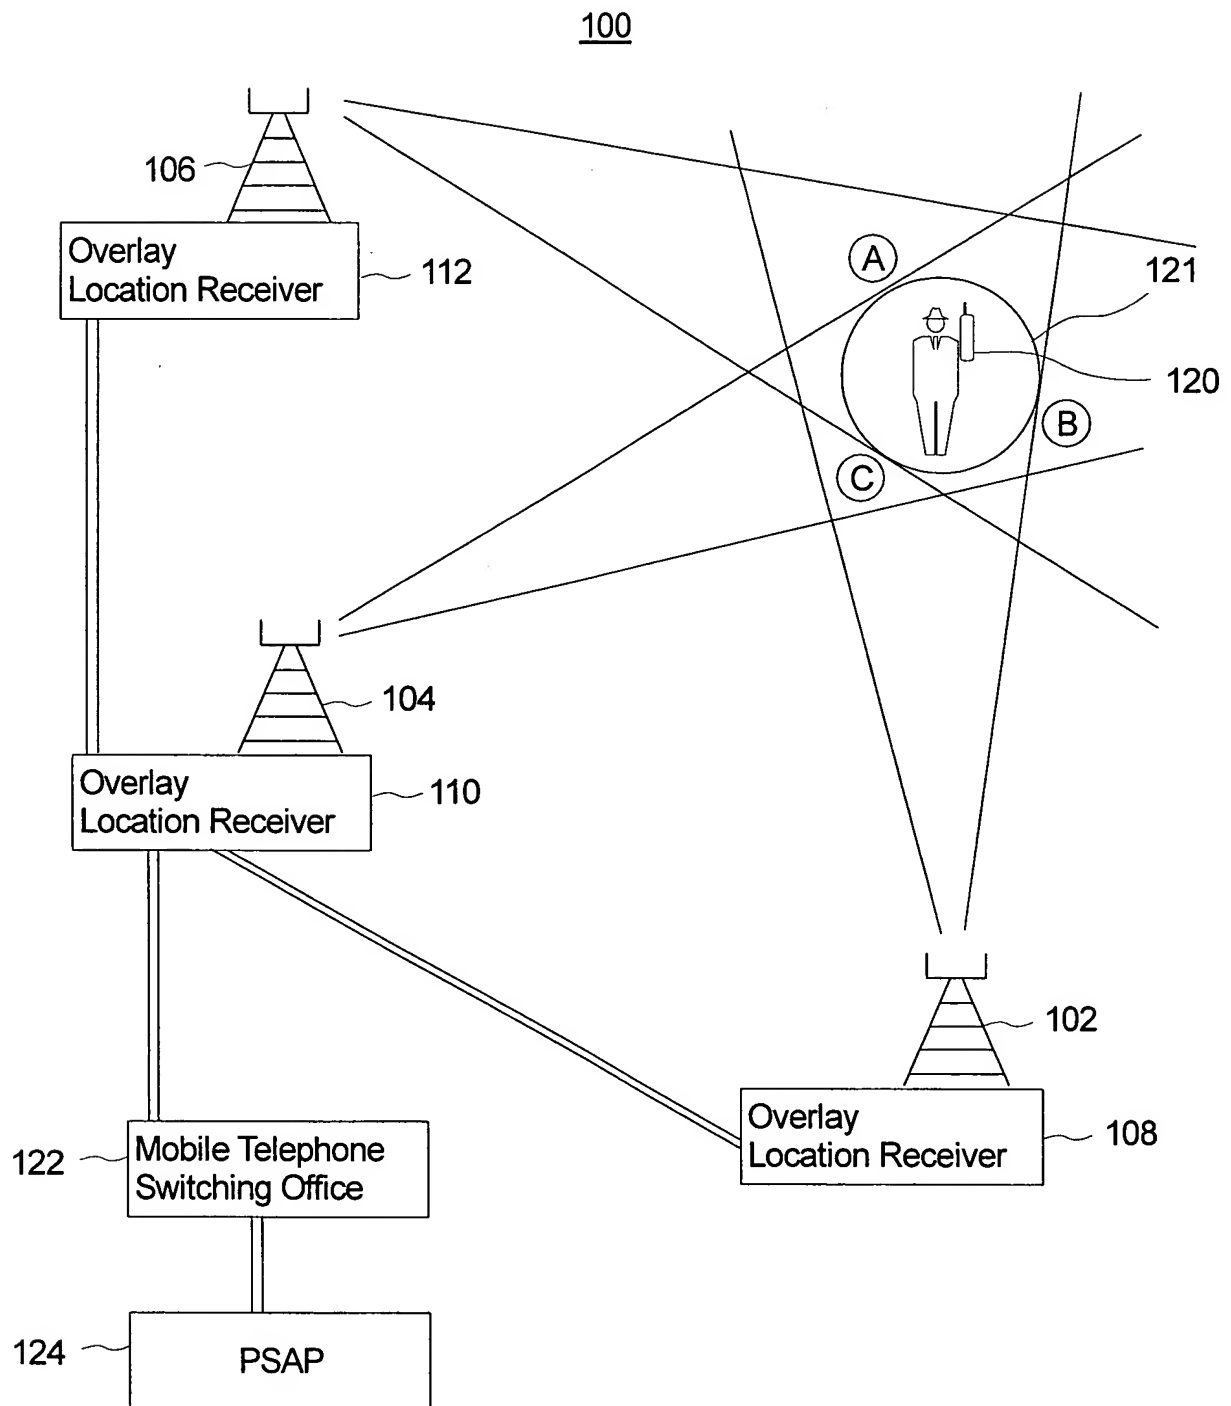 100
106
Overlay
Location Receiver
112
A
121
120
B
C
104
Overlay
Location Receiver
110
102
Overlay
Location Receiver
108
122
Mobile Telephone
Switching Office
124
PSAP